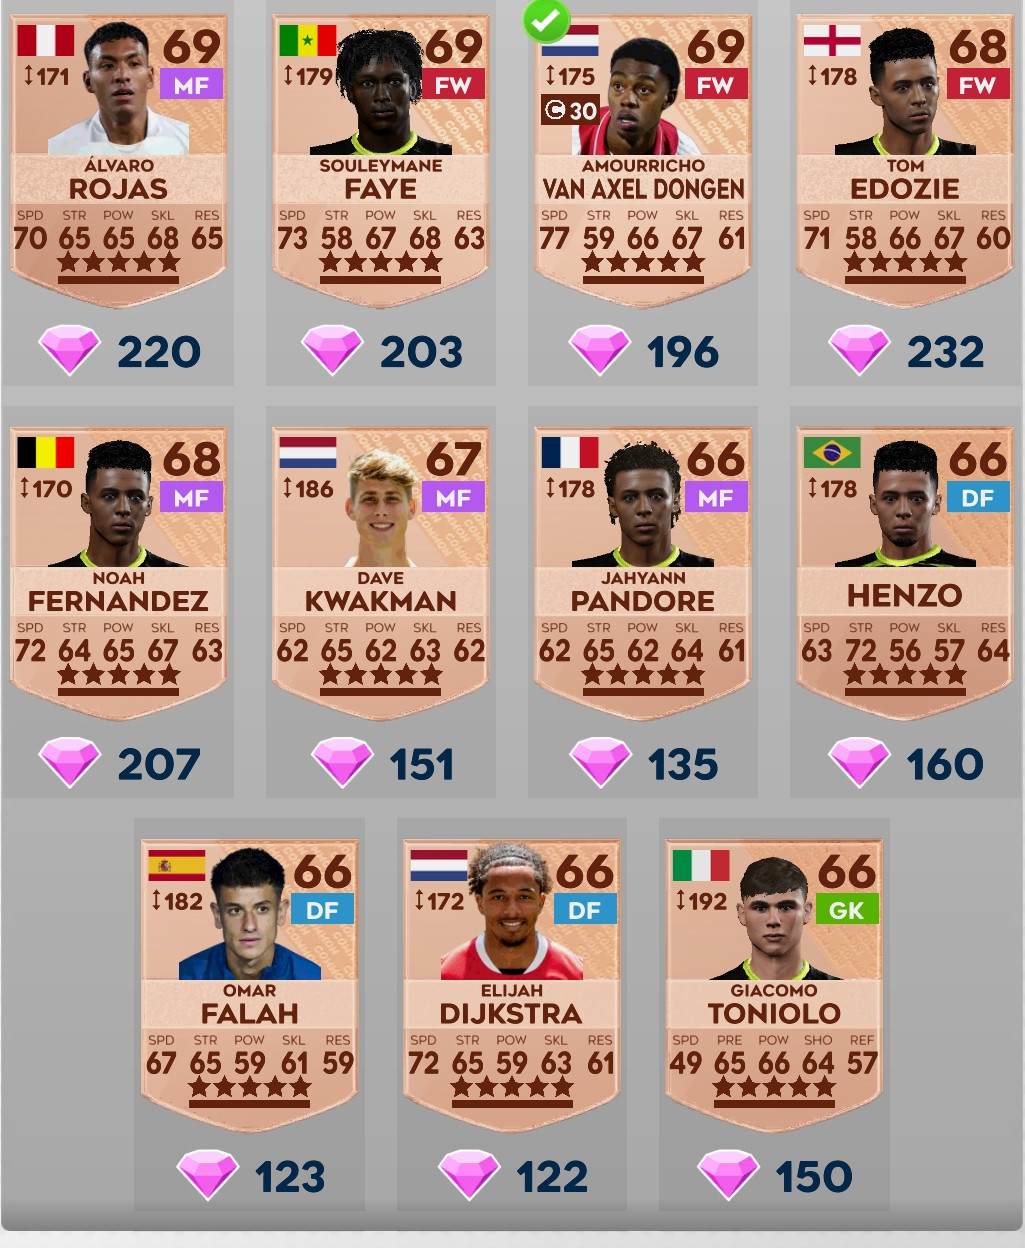 69
↕171
MF
ÁLVARO
ROJAS
SPD STR POW SKL RES
70 65 65 68 65
220
69
↕179
FW
SOULEYMANE
FAYE
SPD STR POW SKL RES
73 58 67 68 63
203
69
↕175
FW
C 30
AMOURRICHO
VAN AXEL DONGEN
SPD STR POW SKL RES
77 59 66 67 61
196
68
↕178
FW
TOM
EDOZIE
SPD STR POW SKL RES
71 58 66 67 60
232
68
↕170
MF
NOAH
FERNANDEZ
SPD STR POW SKL RES
72 64 65 67 63
207
67
↕186
MF
DAVE
KWAKMAN
SPD STR POW SKL RES
62 65 62 63 62
151
66
↕178
MF
JAHYANN
PANDORE
SPD STR POW SKL RES
62 65 62 64 61
135
66
↕178
DF
HENZO
SPD STR POW SKL RES
63 72 56 57 64
160
66
↕182
DF
OMAR
FALAH
SPD STR POW SKL RES
67 65 59 61 59
123
66
↕172
DF
ELIJAH
DIJKSTRA
SPD STR POW SKL RES
72 65 59 63 61
122
66
↕192
GK
GIACOMO
TONIOLO
SPD PRE POW SHO REF
49 65 66 64 57
150